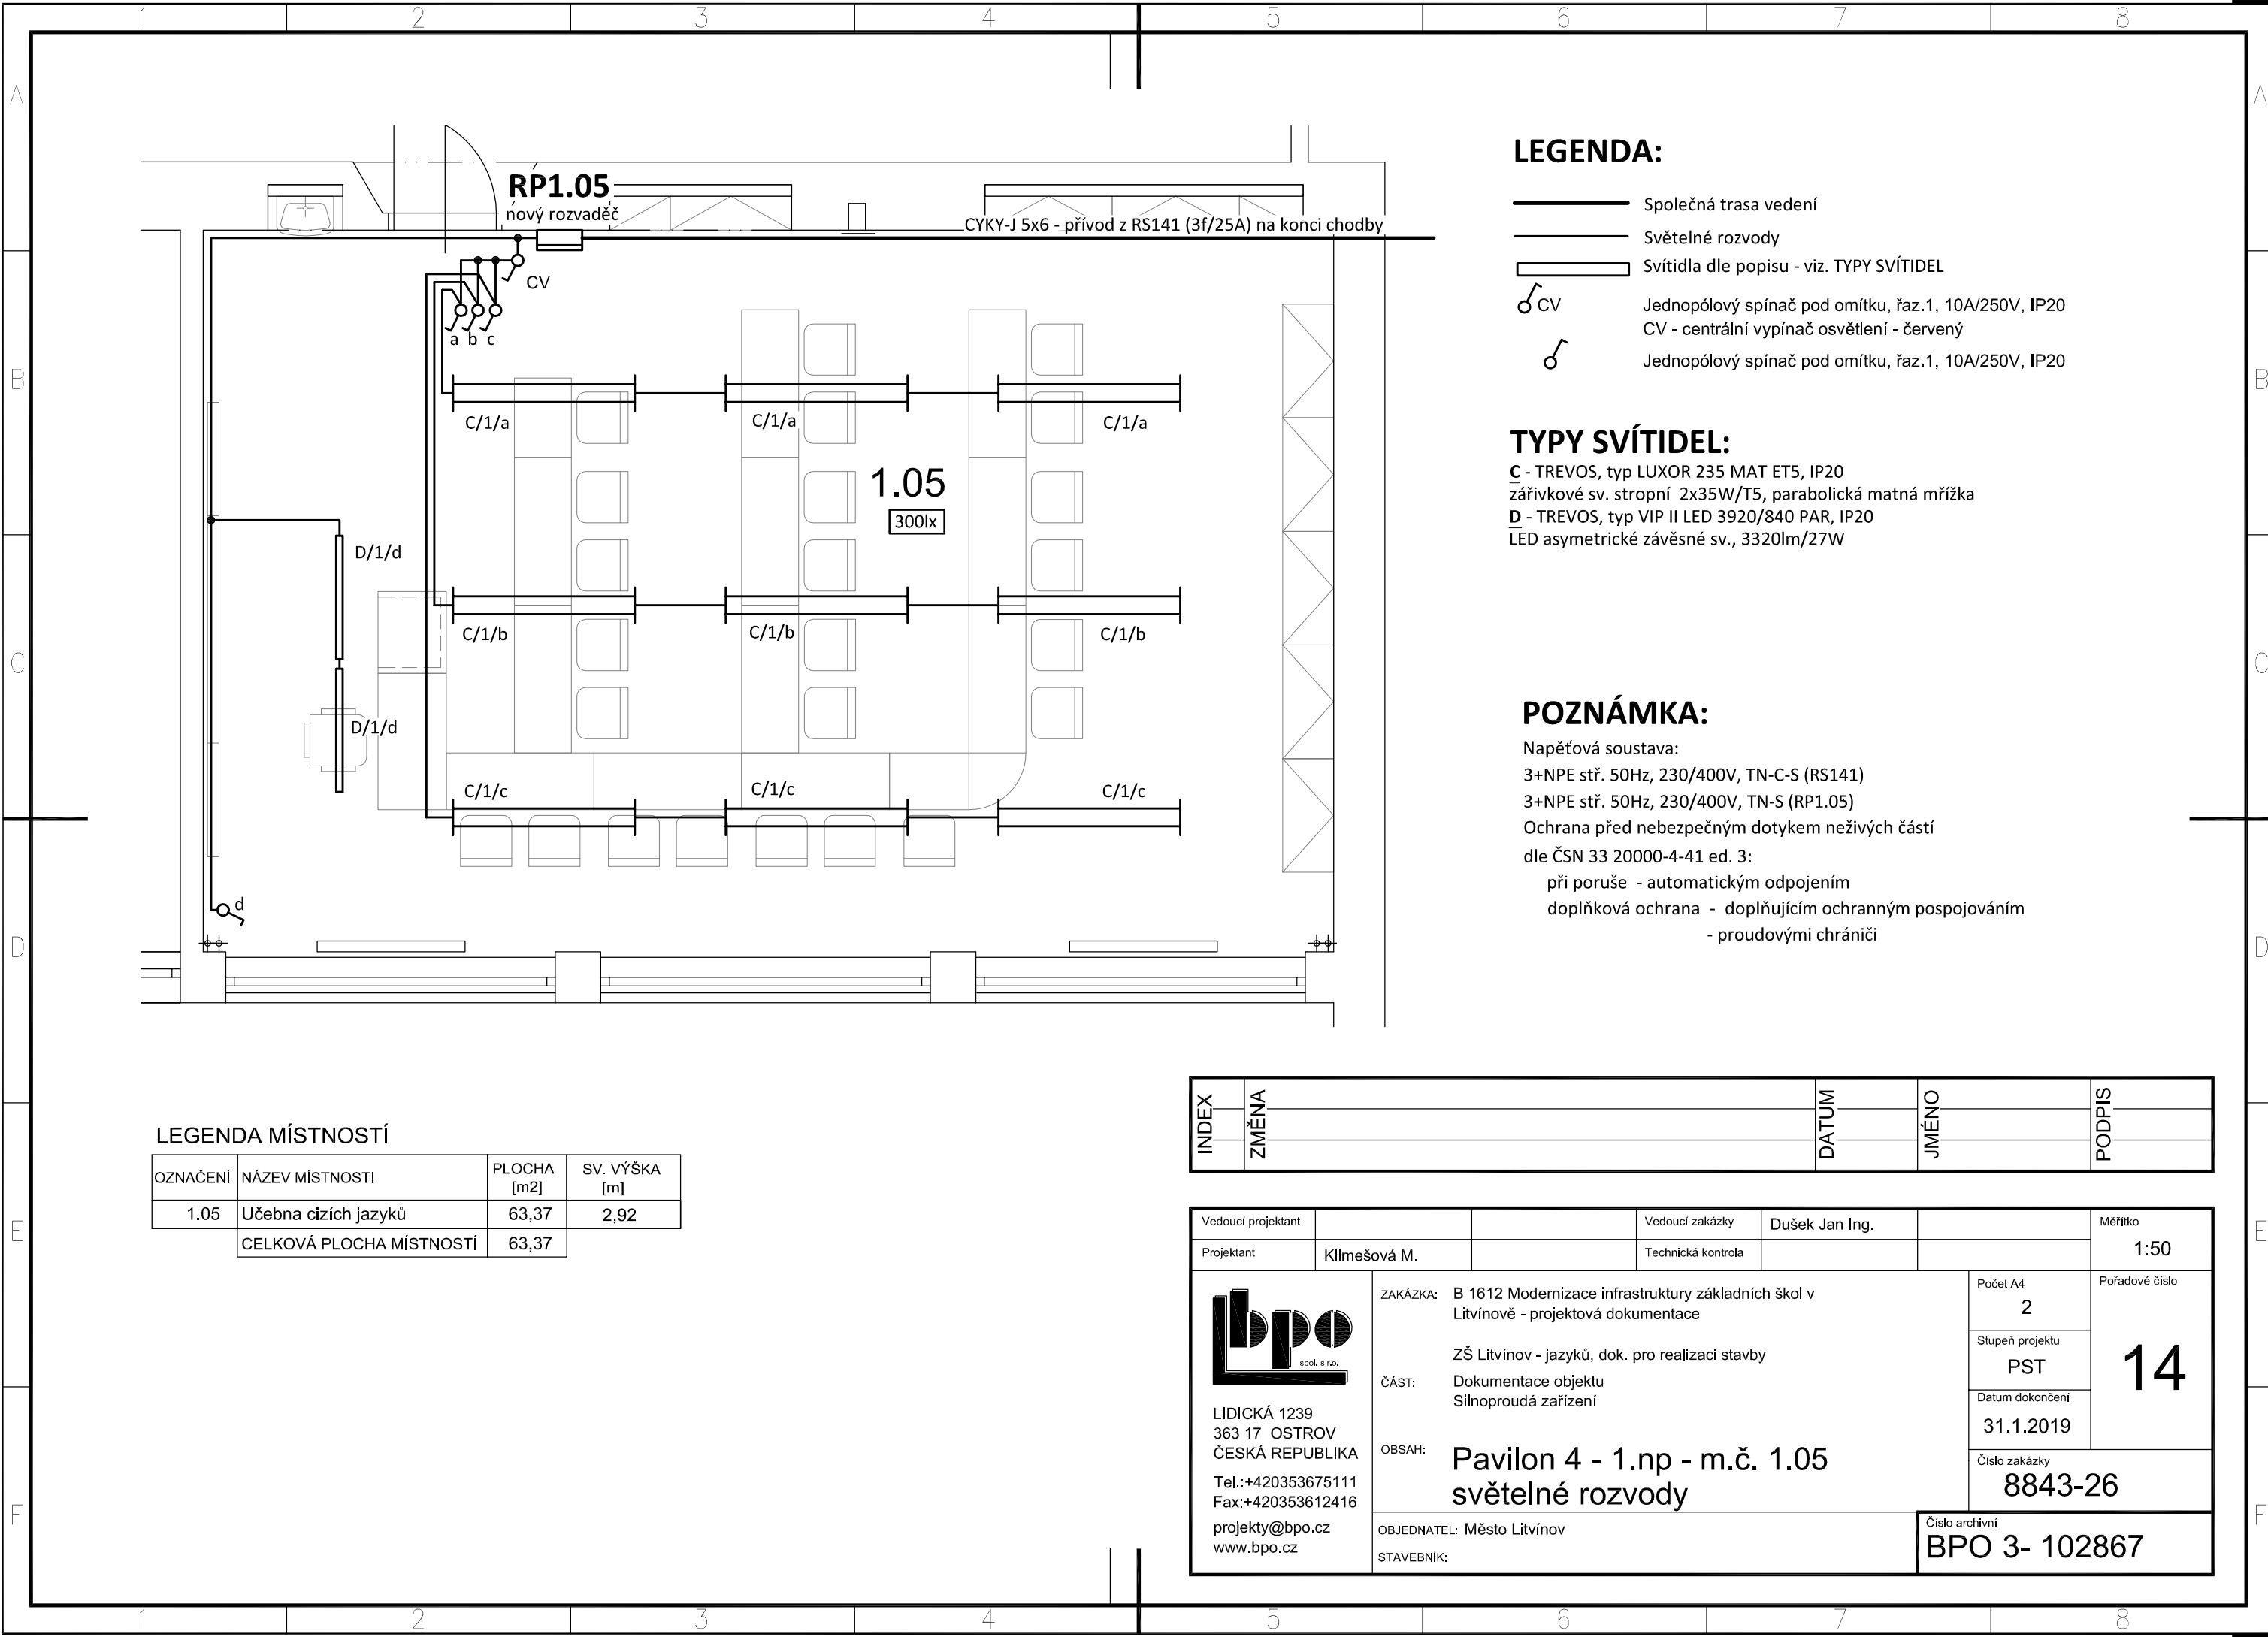 1 2 3 4 5 6 7 8
A
B
C
D
E
F
A
B
C
D
E
F
RP1.05
nový rozvaděč
CYKY-J 5x6 - přívod z RS141 (3f/25A) na konci chodby
CV
a b c
C/1/a C/1/a C/1/a
1.05
300lx
D/1/d
C/1/b C/1/b C/1/b
D/1/d
C/1/c C/1/c C/1/c
d
LEGENDA:
Společná trasa vedení
Světelné rozvody
Svítidla dle popisu - viz. TYPY SVÍTIDEL
CV Jednopólový spínač pod omítku, řaz.1, 10A/250V, IP20
CV - centrální vypínač osvětlení - červený
Jednopólový spínač pod omítku, řaz.1, 10A/250V, IP20
TYPY SVÍTIDEL:
C - TREVOS, typ LUXOR 235 MAT ET5, IP20
zářivkové sv. stropní 2x35W/T5, parabolická matná mřížka
D - TREVOS, typ VIP II LED 3920/840 PAR, IP20
LED asymetrické závěsné sv., 3320lm/27W
POZNÁMKA:
Napěťová soustava:
3+NPE stř. 50Hz, 230/400V, TN-C-S (RS141)
3+NPE stř. 50Hz, 230/400V, TN-S (RP1.05)
Ochrana před nebezpečným dotykem neživých částí
dle ČSN 33 20000-4-41 ed. 3:
při poruše - automatickým odpojením
doplňková ochrana - doplňujícím ochranným pospojováním
- proudovými chrániči
LEGENDA MÍSTNOSTÍ
OZNAČENÍ NÁZEV MÍSTNOSTI PLOCHA [m2] SV. VÝŠKA [m]
1.05 Učebna cizích jazyků 63,37 2,92
CELKOVÁ PLOCHA MÍSTNOSTÍ 63,37
INDEX ZMĚNA DATUM JMÉNO PODPIS
Vedoucí projektant Vedoucí zakázky Dušek Jan Ing. Měřítko
Projektant Klimešová M. Technická kontrola 1:50
bpo
spol. s r.o.
LIDICKÁ 1239
363 17 OSTROV
ČESKÁ REPUBLIKA
Tel.:+420353675111
Fax:+420353612416
projekty@bpo.cz
www.bpo.cz
ZAKÁZKA: B 1612 Modernizace infrastruktury základních škol v
Litvínově - projektová dokumentace
ZŠ Litvínov - jazyků, dok. pro realizaci stavby
ČÁST: Dokumentace objektu
Silnoproudá zařízení
OBSAH: Pavilon 4 - 1.np - m.č. 1.05
světelné rozvody
OBJEDNATEL: Město Litvínov
STAVEBNÍK:
Počet A4
2
Stupeň projektu
PST
Datum dokončení
31.1.2019
Pořadové číslo
14
Číslo zakázky
8843-26
Číslo archivní
BPO 3- 102867
1 2 3 4 5 6 7 8